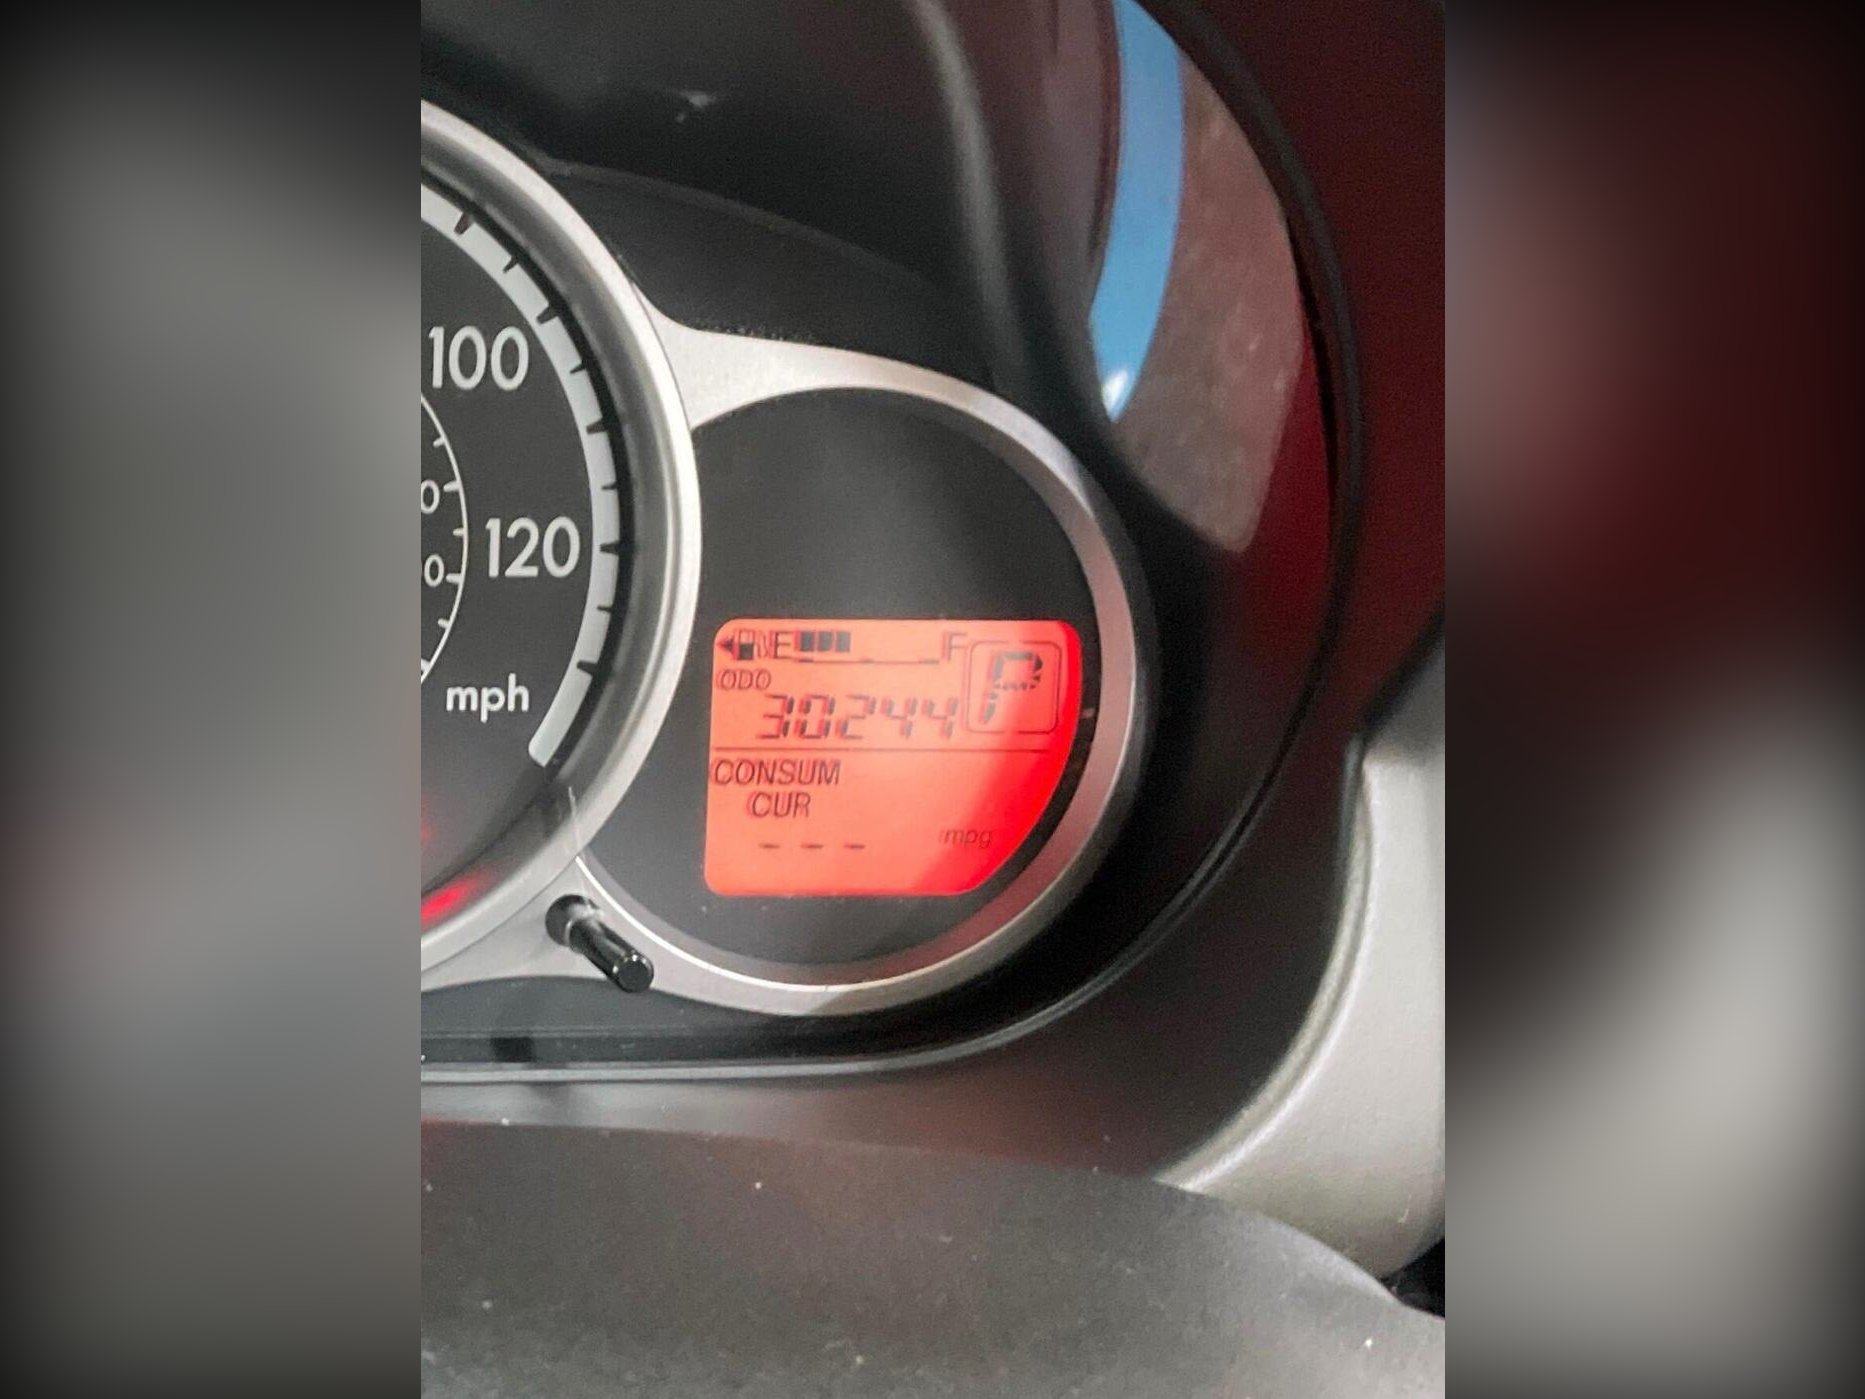 100
120
mph
E F
ODO
30244
P
CONSUM
CUR
--- mpg